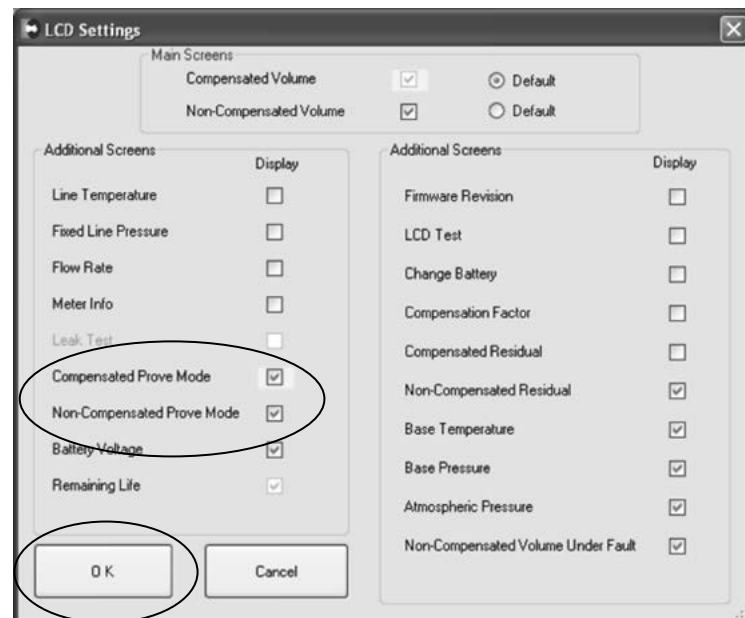 LCD Settings
Main Screens
Compensated Volume Default
Non-Compensated Volume Default
Additional Screens
Display
Line Temperature
Fixed Line Pressure
Flow Rate
Meter Info
Leak Test
Compensated Prove Mode
Non-Compensated Prove Mode
Battery Voltage
Remaining Life
OK
Cancel
Additional Screens
Display
Firmware Revision
LCD Test
Change Battery
Compensation Factor
Compensated Residual
Non-Compensated Residual
Base Temperature
Base Pressure
Atmospheric Pressure
Non-Compensated Volume Under Fault